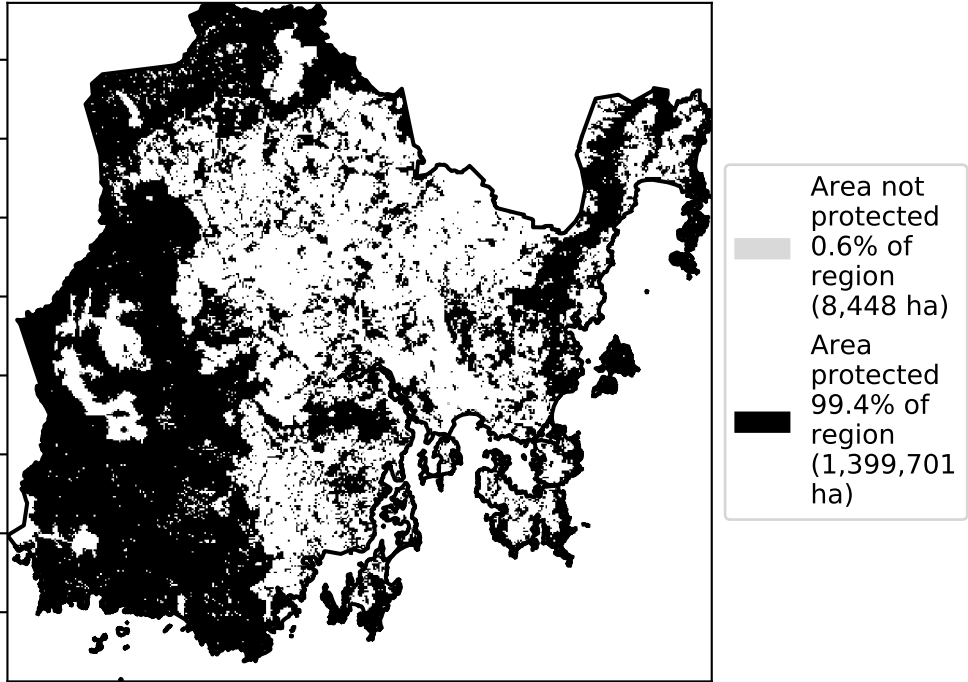 Area not
protected
0.6% of
region
(8,448 ha)
Area
protected
99.4% of
region
(1,399,701
ha)